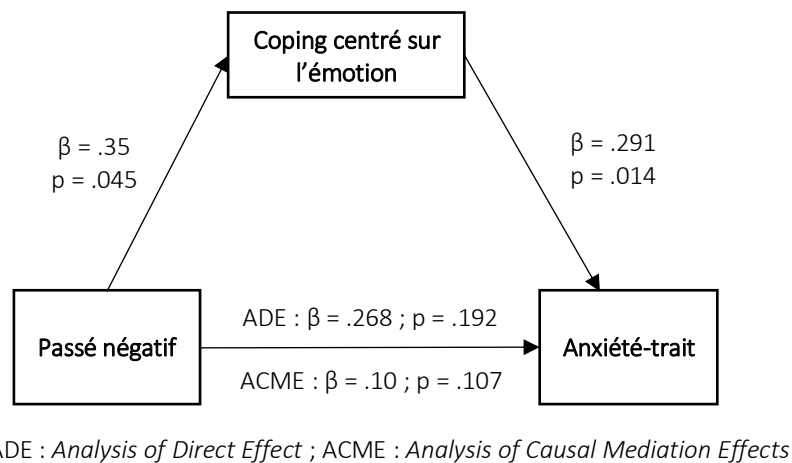 Coping centré sur
l'émotion
β = .35
p = .045
β = .291
p = .014
ADE : β = .268 ; p = .192
Passé négatif
Anxiété-trait
ACME : β = .10 ; p = .107
ADE : Analysis of Direct Effect ; ACME : Analysis of Causal Mediation Effects